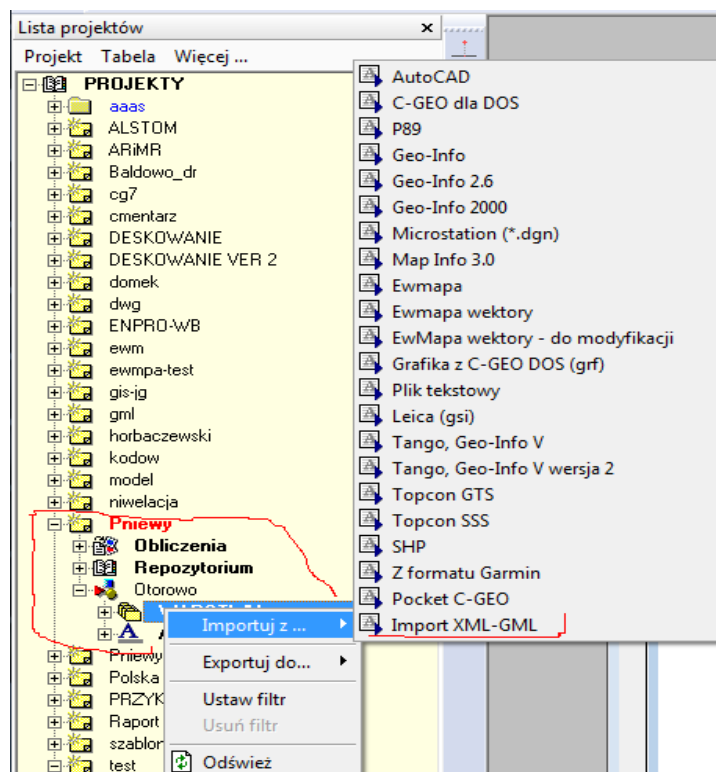 Lista projektów
Projekt Tabela Więcej ...
PROJEKTY
aaas
ALSTOM
ARiMR
Baldowo_dr
cg7
cmentarz
DESKOWANIE
DESKOWANIE VER 2
domek
dwg
ENPRO-WB
ewm
ewmpa-test
gis-jg
gml
horbaczewski
kodow
model
niwelacja
Pniewy
Obliczenia
Repozytorium
Otorowo
A
Pniewy
Polska
PRZYK
Raport
szablor
test
Importuj z ...
Exportuj do...
Ustaw filtr
Usuń filtr
Odśwież
AutoCAD
C-GEO dla DOS
P89
Geo-Info
Geo-Info 2.6
Geo-Info 2000
Microstation (*.dgn)
Map Info 3.0
Ewmapa
Ewmapa wektory
EwMapa wektory - do modyfikacji
Grafika z C-GEO DOS (grf)
Plik tekstowy
Leica (gsi)
Tango, Geo-Info V
Tango, Geo-Info V wersja 2
Topcon GTS
Topcon SSS
SHP
Z formatu Garmin
Pocket C-GEO
Import XML-GML